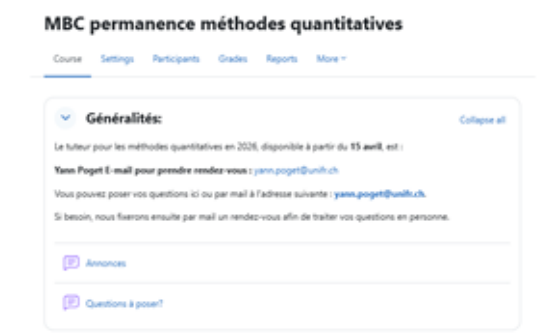 MBC permanence méthodes quantitatives
Course Settings Participants Grades Reports More
Généralités: Collapse all
Le tuteur pour les méthodes quantitatives en 2026, disponible à partir du 15 avril, est :
Yann Poget E-mail pour prendre rendez-vous : yann.poget@unifr.ch
Vous pouvez poser vos questions ici ou par mail à l'adresse suivante : yann.poget@unifr.ch.
Si besoin, nous fixerons ensuite par mail un rendez-vous afin de traiter vos questions en personne.
Annonces
Questions à poser?